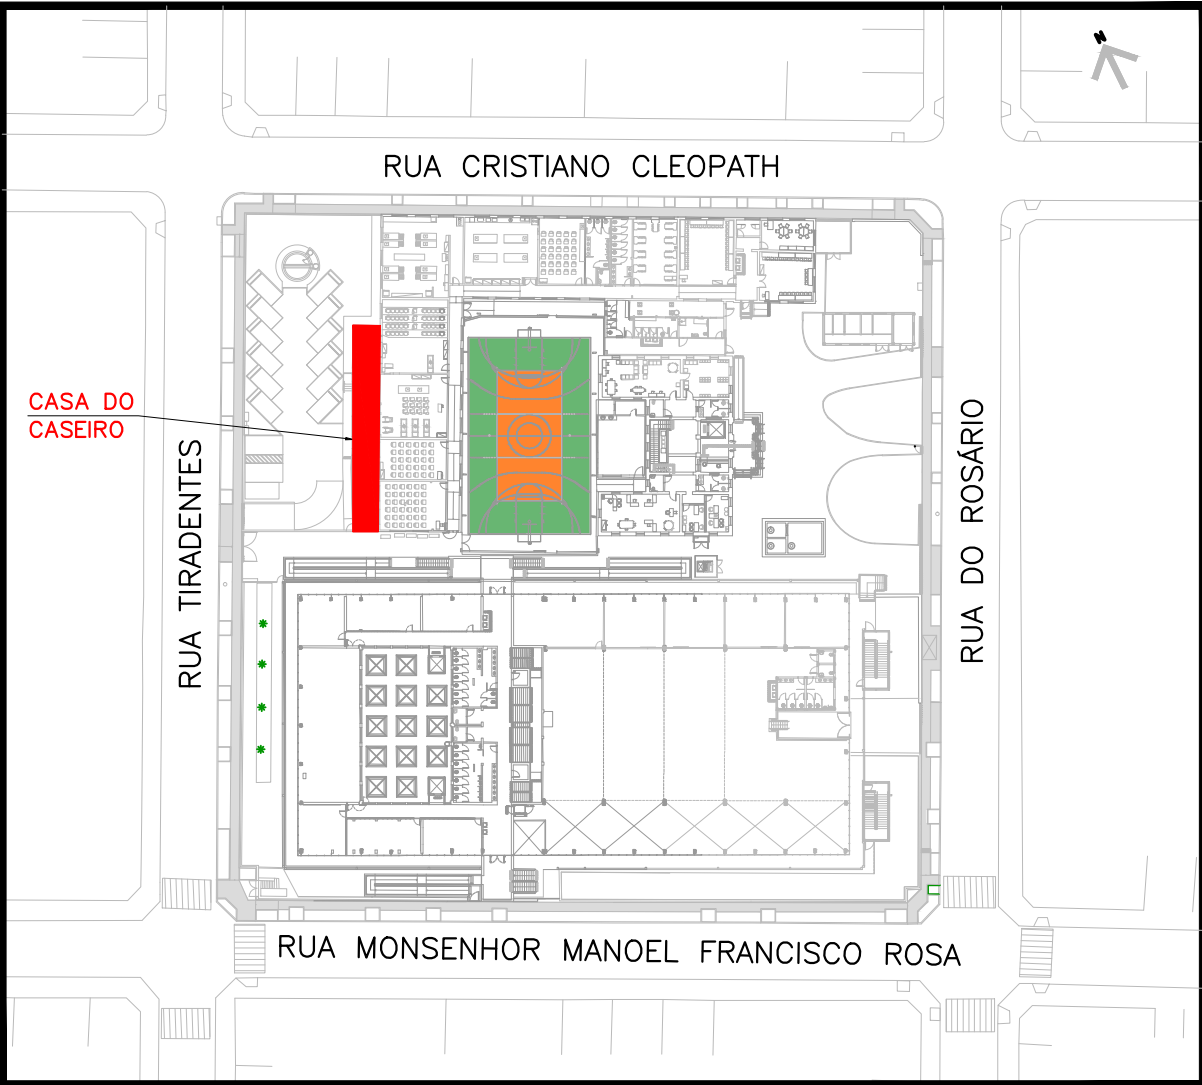 N
RUA CRISTIANO CLEOPATH
CASA DO
CASEIRO
RUA TIRADENTES
RUA DO ROSÁRIO
RUA MONSENHOR MANOEL FRANCISCO ROSA